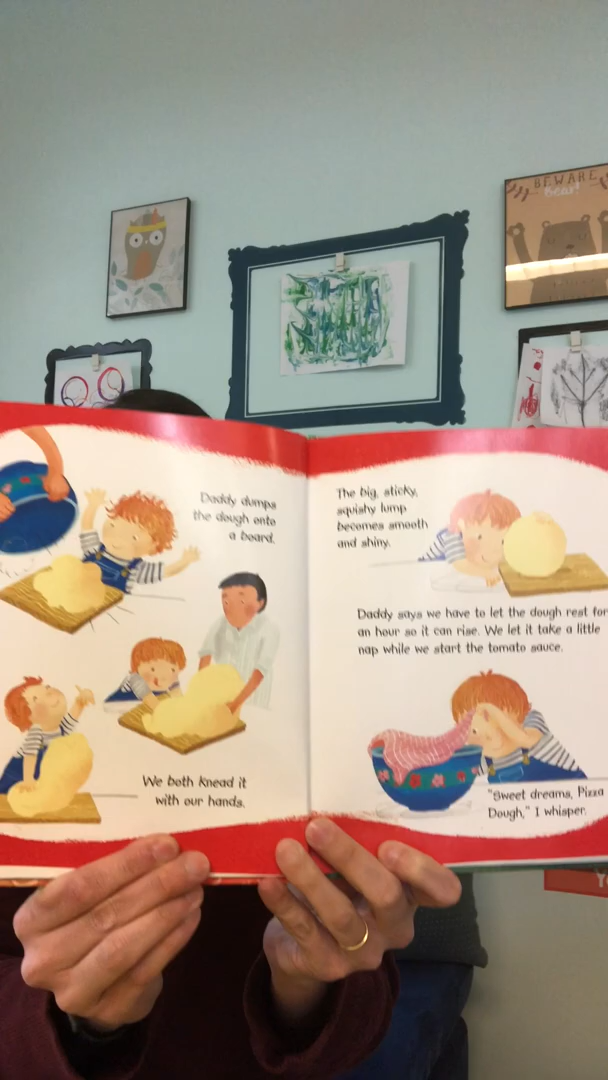 BEWARE
Bear!
Daddy dumps
the dough onto
a board.
We both knead it
with our hands.
The big, sticky,
squishy lump
becomes smooth
and shiny.
Daddy says we have to let the dough rest for
an hour so it can rise. We let it take a little
nap while we start the tomato sauce.
"Sweet dreams, Pizza
Dough," I whisper.